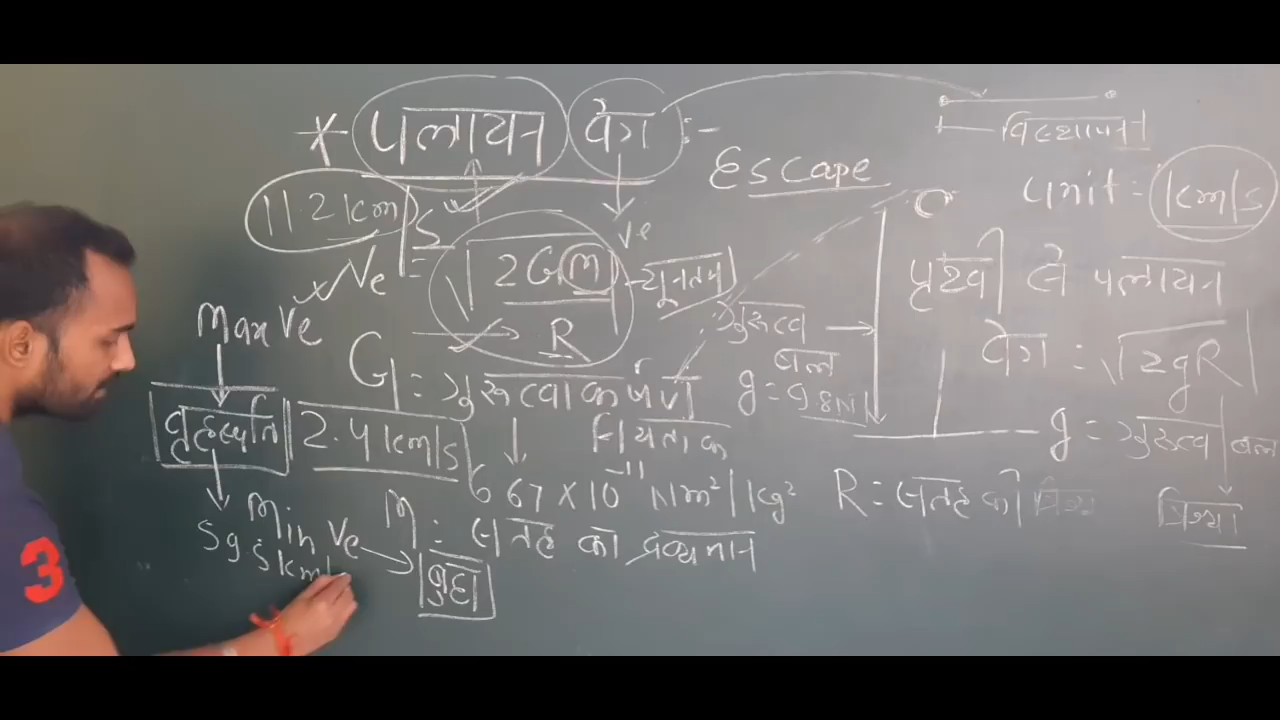 * पलायन वेग :-
विस्थापन
Escape
unit = km/s
11.2 km/s
Ve
Ve = √2GM/R
न्यूनतम
पृथ्वी से पलायन
वेग = √2gR
Max Ve
गुरुत्व
बल
G = गुरुत्वाकर्षण
नियतांक
g = 9.8N
g = गुरुत्व बल
बृहस्पति
2.4 km/s
6.67 × 10⁻¹¹ Nm²/kg²
R = सतह की त्रिज्या
त्रिज्या
Min Ve
M = सतह का द्रव्यमान
59.5 km/
बुध
3